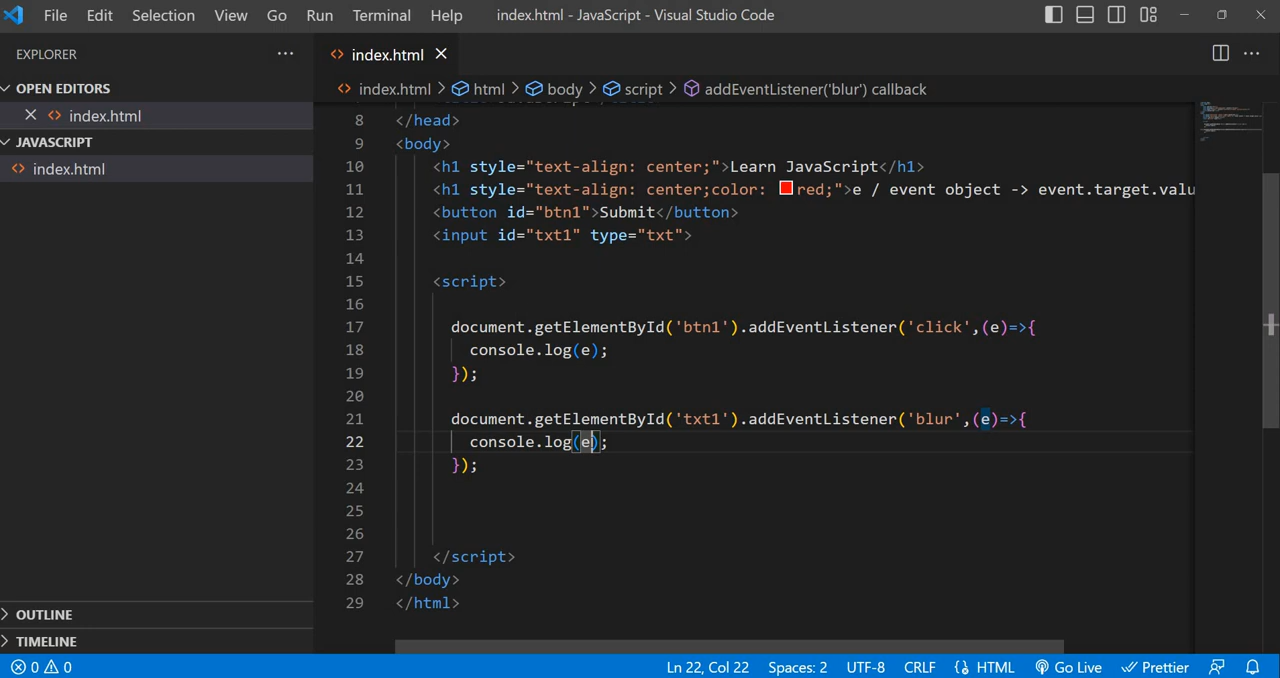 File Edit Selection View Go Run Terminal Help index.html - JavaScript - Visual Studio Code
EXPLORER
index.html
OPEN EDITORS
index.html > html > body > script > addEventListener('blur') callback
index.html
JAVASCRIPT
index.html
8 </head>
9 <body>
10 <h1 style="text-align: center;">Learn JavaScript</h1>
11 <h1 style="text-align: center;color: red;">e / event object -> event.target.valu
12 <button id="btn1">Submit</button>
13 <input id="txt1" type="txt">
14
15 <script>
16
17 document.getElementById('btn1').addEventListener('click',(e)=>{
18 console.log(e);
19 });
20
21 document.getElementById('txt1').addEventListener('blur',(e)=>{
22 console.log(e);
23 });
24
25
26
27 </script>
28 </body>
29 </html>
OUTLINE
TIMELINE
0 0 Ln 22, Col 22 Spaces: 2 UTF-8 CRLF HTML Go Live Prettier